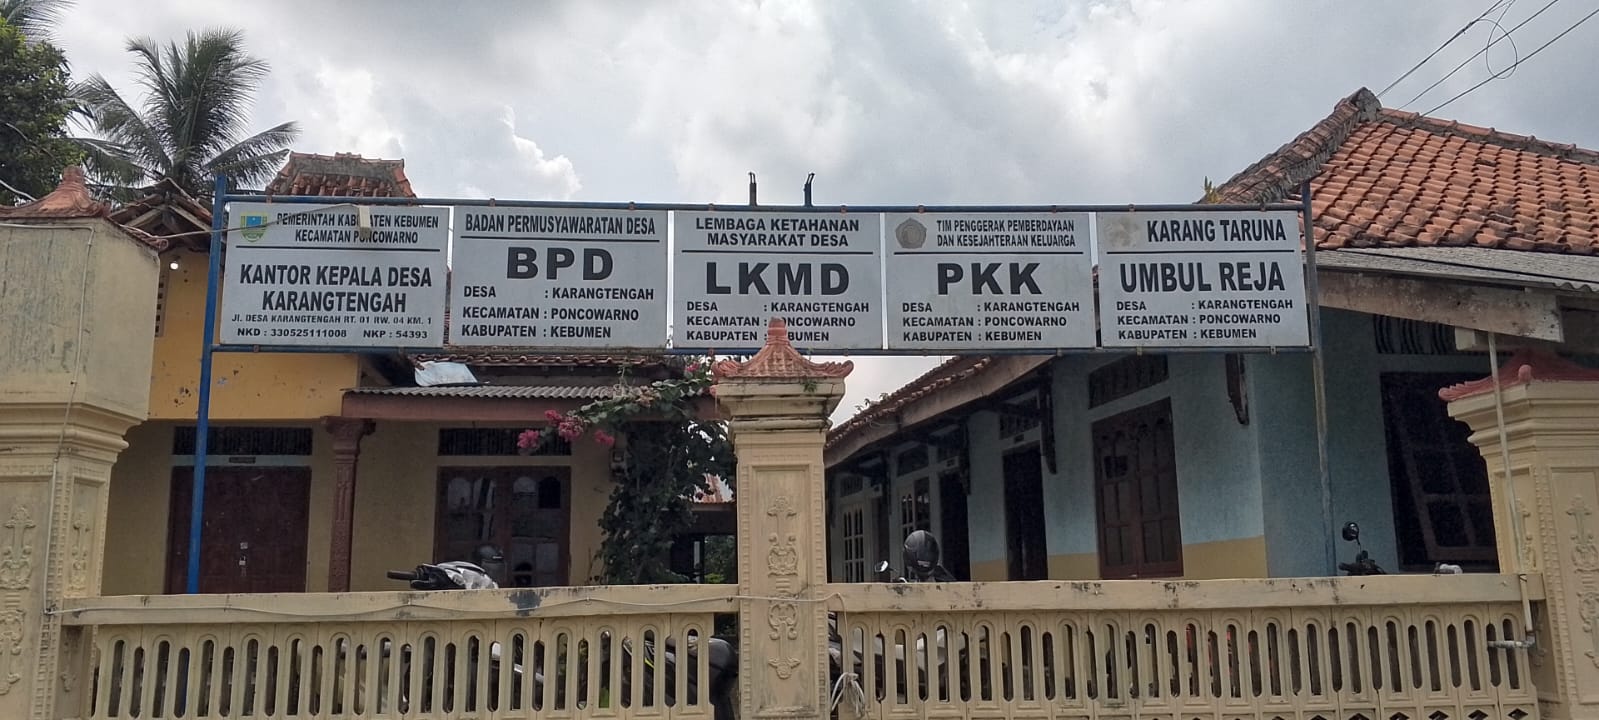 PEMERINTAH KABUPATEN KEBUMEN
KECAMATAN PONCOWARNO
KANTOR KEPALA DESA
KARANGTENGAH
JL. DESA KARANGTENGAH RT. 01 RW. 04 KM. 1
NKD : 330525111008 NKP : 54393
BADAN PERMUSYAWARATAN DESA
BPD
DESA : KARANGTENGAH
KECAMATAN : PONCOWARNO
KABUPATEN : KEBUMEN
LEMBAGA KETAHANAN
MASYARAKAT DESA
LKMD
DESA : KARANGTENGAH
KECAMATAN : PONCOWARNO
KABUPATEN : KEBUMEN
TIM PENGGERAK PEMBERDAYAAN
DAN KESEJAHTERAAN KELUARGA
PKK
DESA : KARANGTENGAH
KECAMATAN : PONCOWARNO
KABUPATEN : KEBUMEN
KARANG TARUNA
UMBUL REJA
DESA : KARANGTENGAH
KECAMATAN : PONCOWARNO
KABUPATEN : KEBUMEN